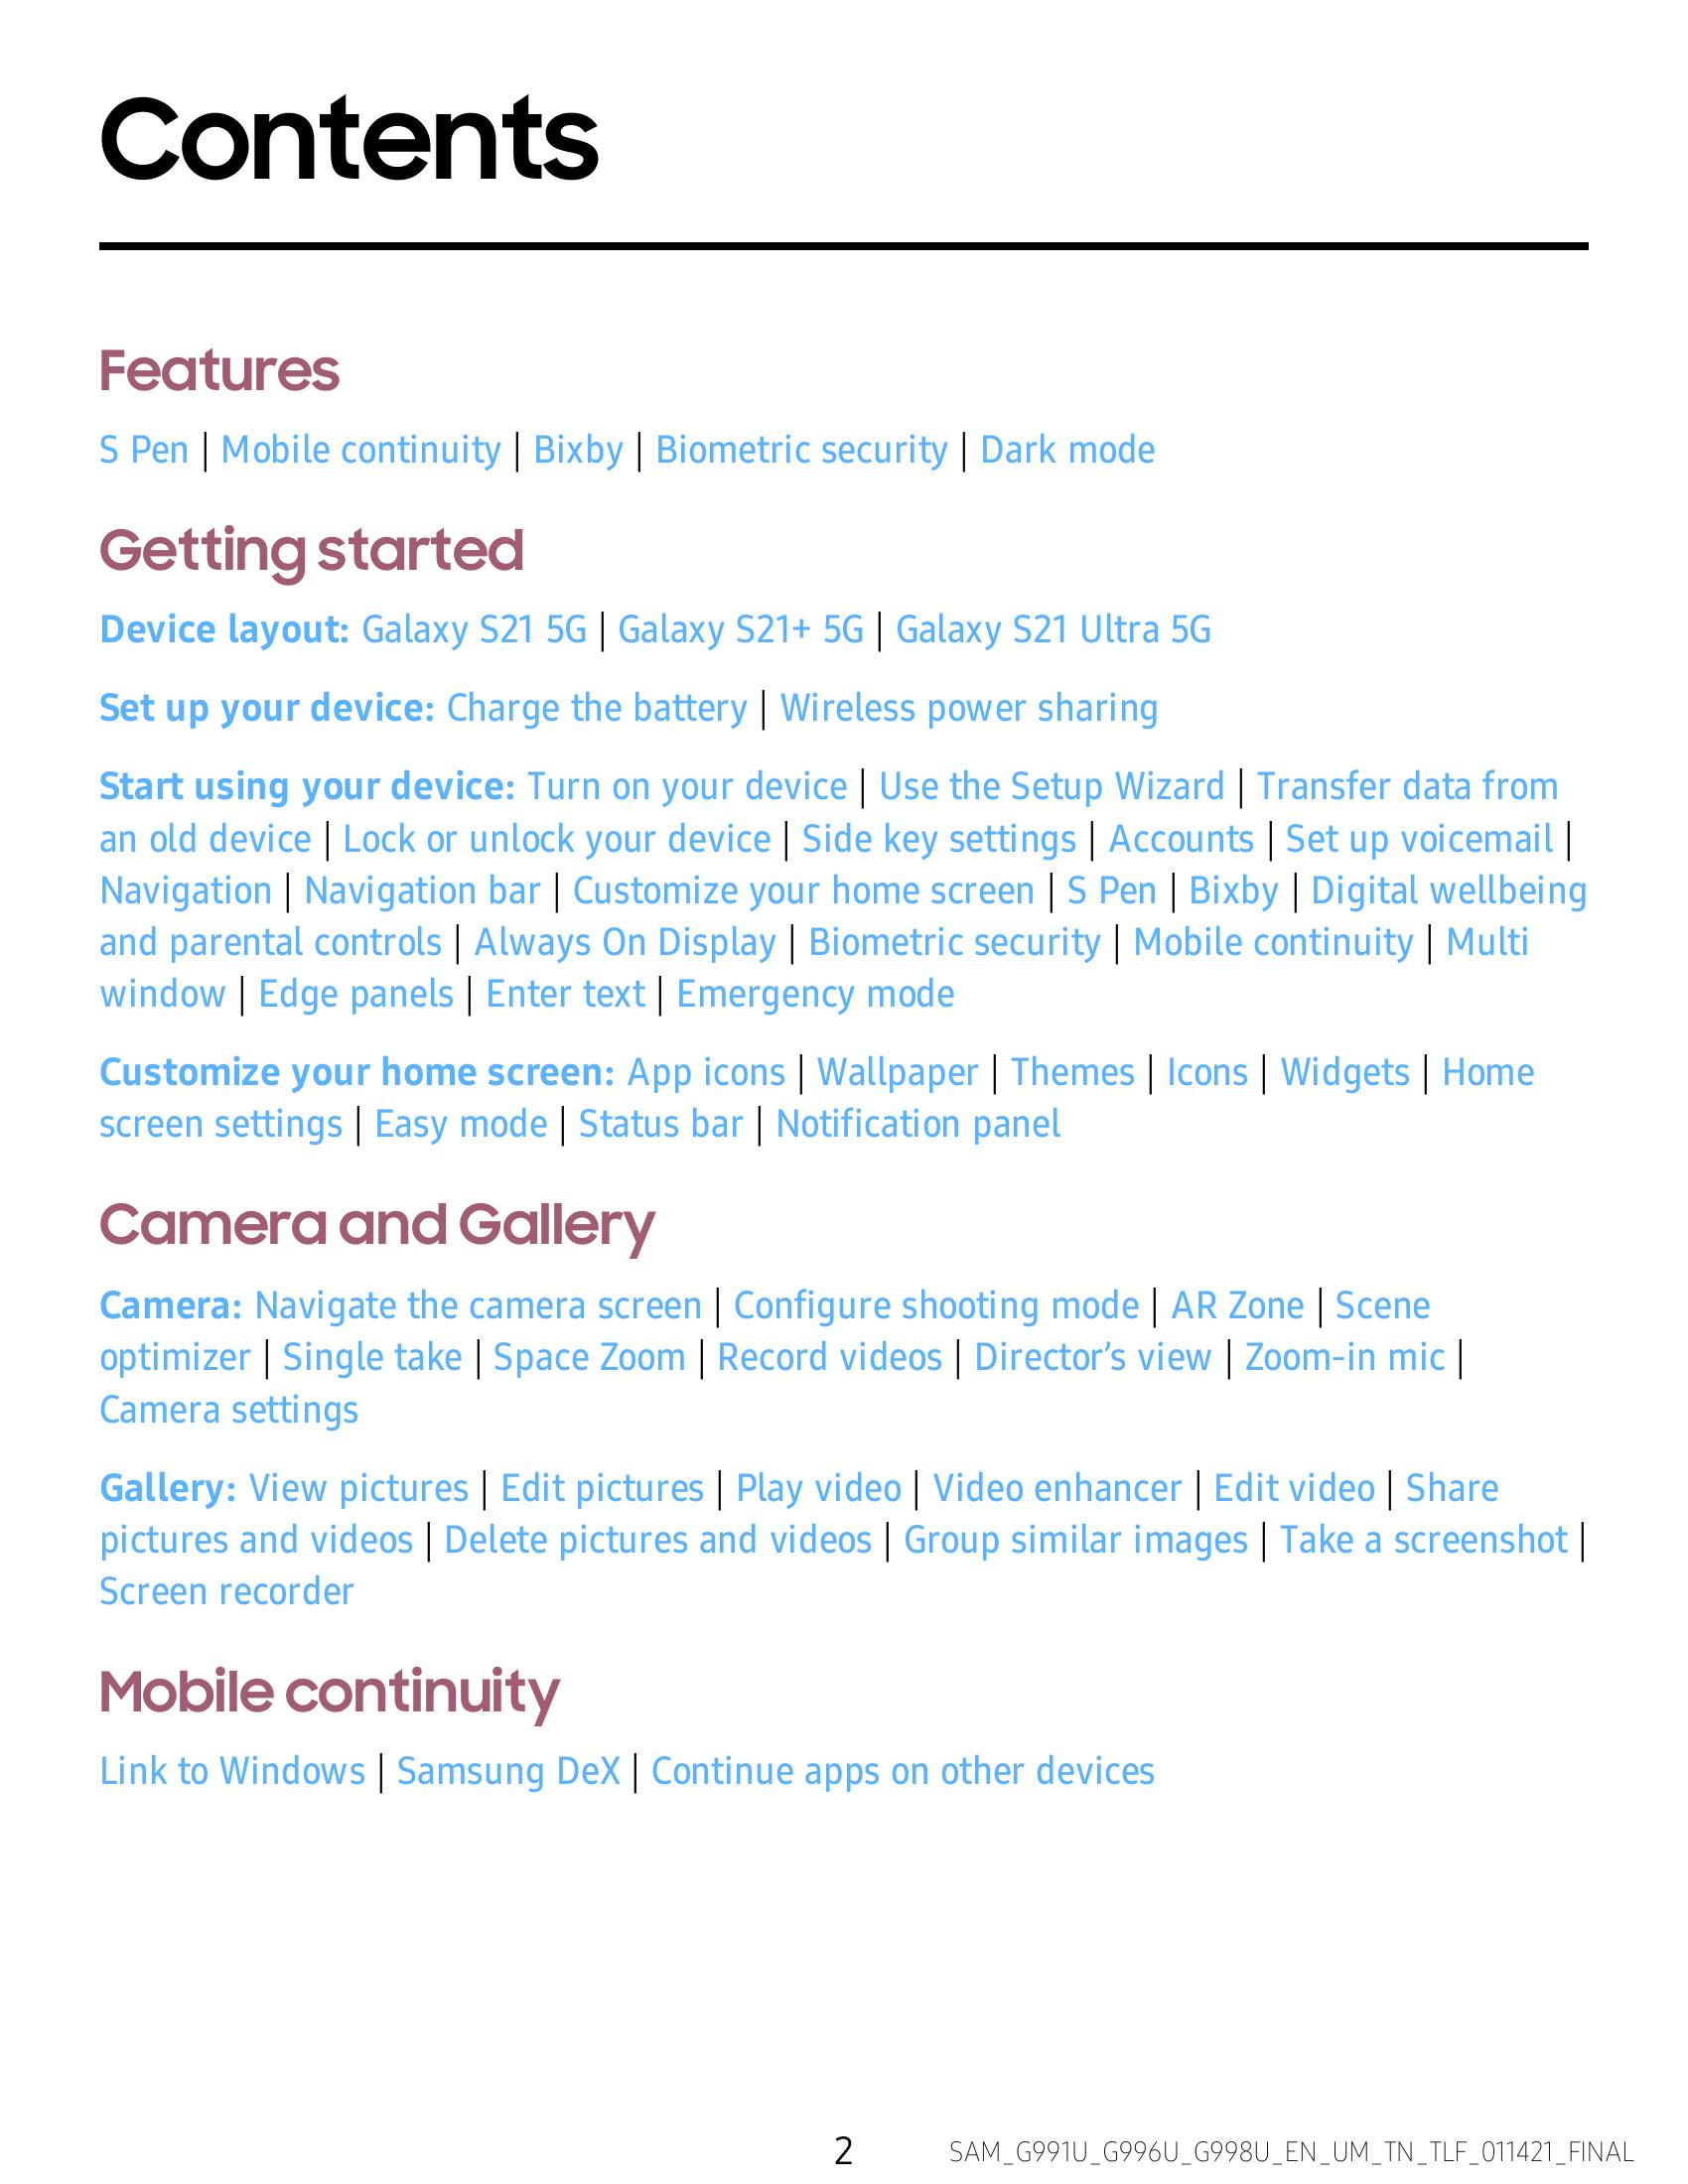 Contents
Features
S Pen | Mobile continuity | Bixby | Biometric security | Dark mode
Getting started
Device layout: Galaxy S21 5G | Galaxy S21+ 5G | Galaxy S21 Ultra 5G
Set up your device: Charge the battery | Wireless power sharing
Start using your device: Turn on your device | Use the Setup Wizard | Transfer data from
an old device | Lock or unlock your device | Side key settings | Accounts | Set up voicemail |
Navigation | Navigation bar | Customize your home screen | S Pen | Bixby | Digital wellbeing
and parental controls | Always On Display | Biometric security | Mobile continuity | Multi
window | Edge panels | Enter text | Emergency mode
Customize your home screen: App icons | Wallpaper | Themes | Icons | Widgets | Home
screen settings | Easy mode | Status bar | Notification panel
Camera and Gallery
Camera: Navigate the camera screen | Configure shooting mode | AR Zone | Scene
optimizer | Single take | Space Zoom | Record videos | Director’s view | Zoom-in mic |
Camera settings
Gallery: View pictures | Edit pictures | Play video | Video enhancer | Edit video | Share
pictures and videos | Delete pictures and videos | Group similar images | Take a screenshot |
Screen recorder
Mobile continuity
Link to Windows | Samsung DeX | Continue apps on other devices
2
SAM_G991U_G996U_G998U_EN_UM_TN_TLF_011421_FINAL